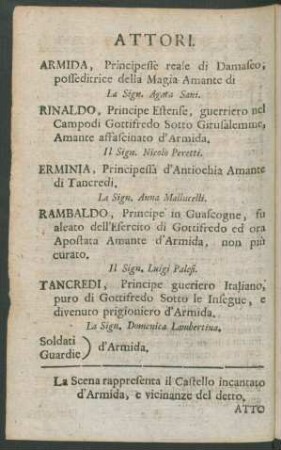 ATTORI.
ARMIDA, Principesse reale di Damasco,
posseditrice della Magia Amante di
La Sign. Agata Sani.
RINALDO, Principe Estense, guerriero nel
Campodi Gottifredo Sotto Girusalemme,
Amante affascinato d'Armida.
Il Sign. Nicolo Peretti.
ERMINIA, Principessa d'Antiochia Amante
di Tancredi.
La Sign. Anna Mallucelli.
RAMBALDO, Principe in Guascogne, fu
aleato dell'Esercito di Gottifredo ed ora
Apostata Amante d'Armida, non più
curato.
Il Sign. Luigi Palesi.
TANCREDI, Principe gueriero Italiano,
puro di Gottifredo Sotto le Insegue, e
divenuto prigioniero d'Armida.
La Sign. Domenica Lambertina.
Soldati
Guardie) d'Armida.
La Scena rappresenta il Castello incantato
d'Armida, e vicinanze del detto,
ATTO